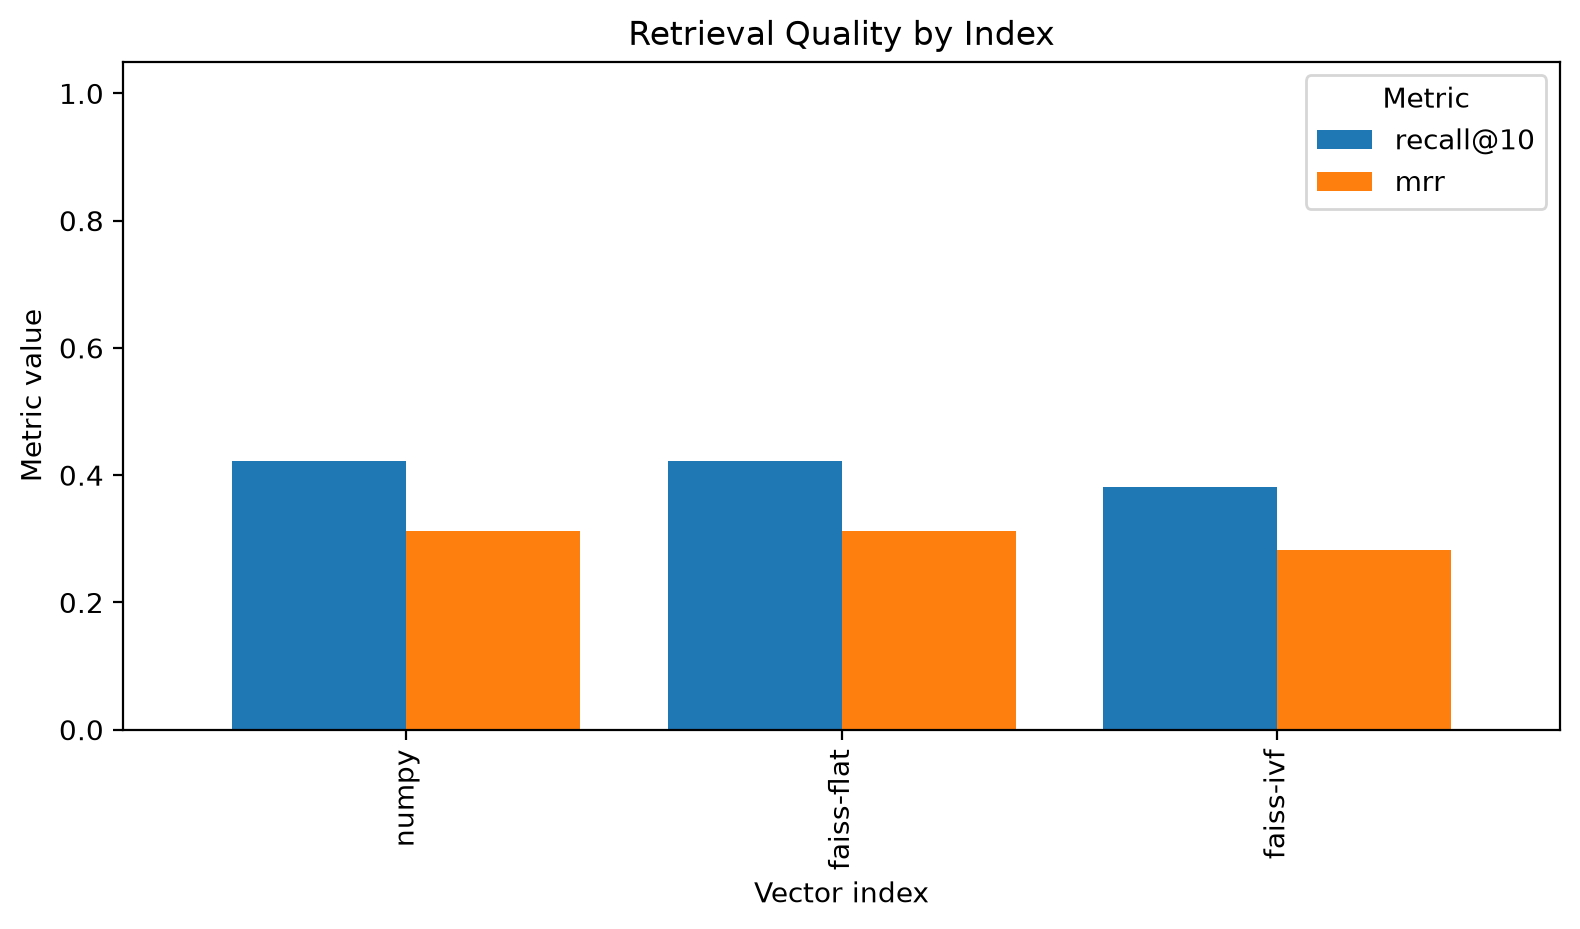 Retrieval Quality by Index
Metric
recall@10
mrr
Metric value
1.0
0.8
0.6
0.4
0.2
0.0
numpy
faiss-flat
faiss-ivf
Vector index